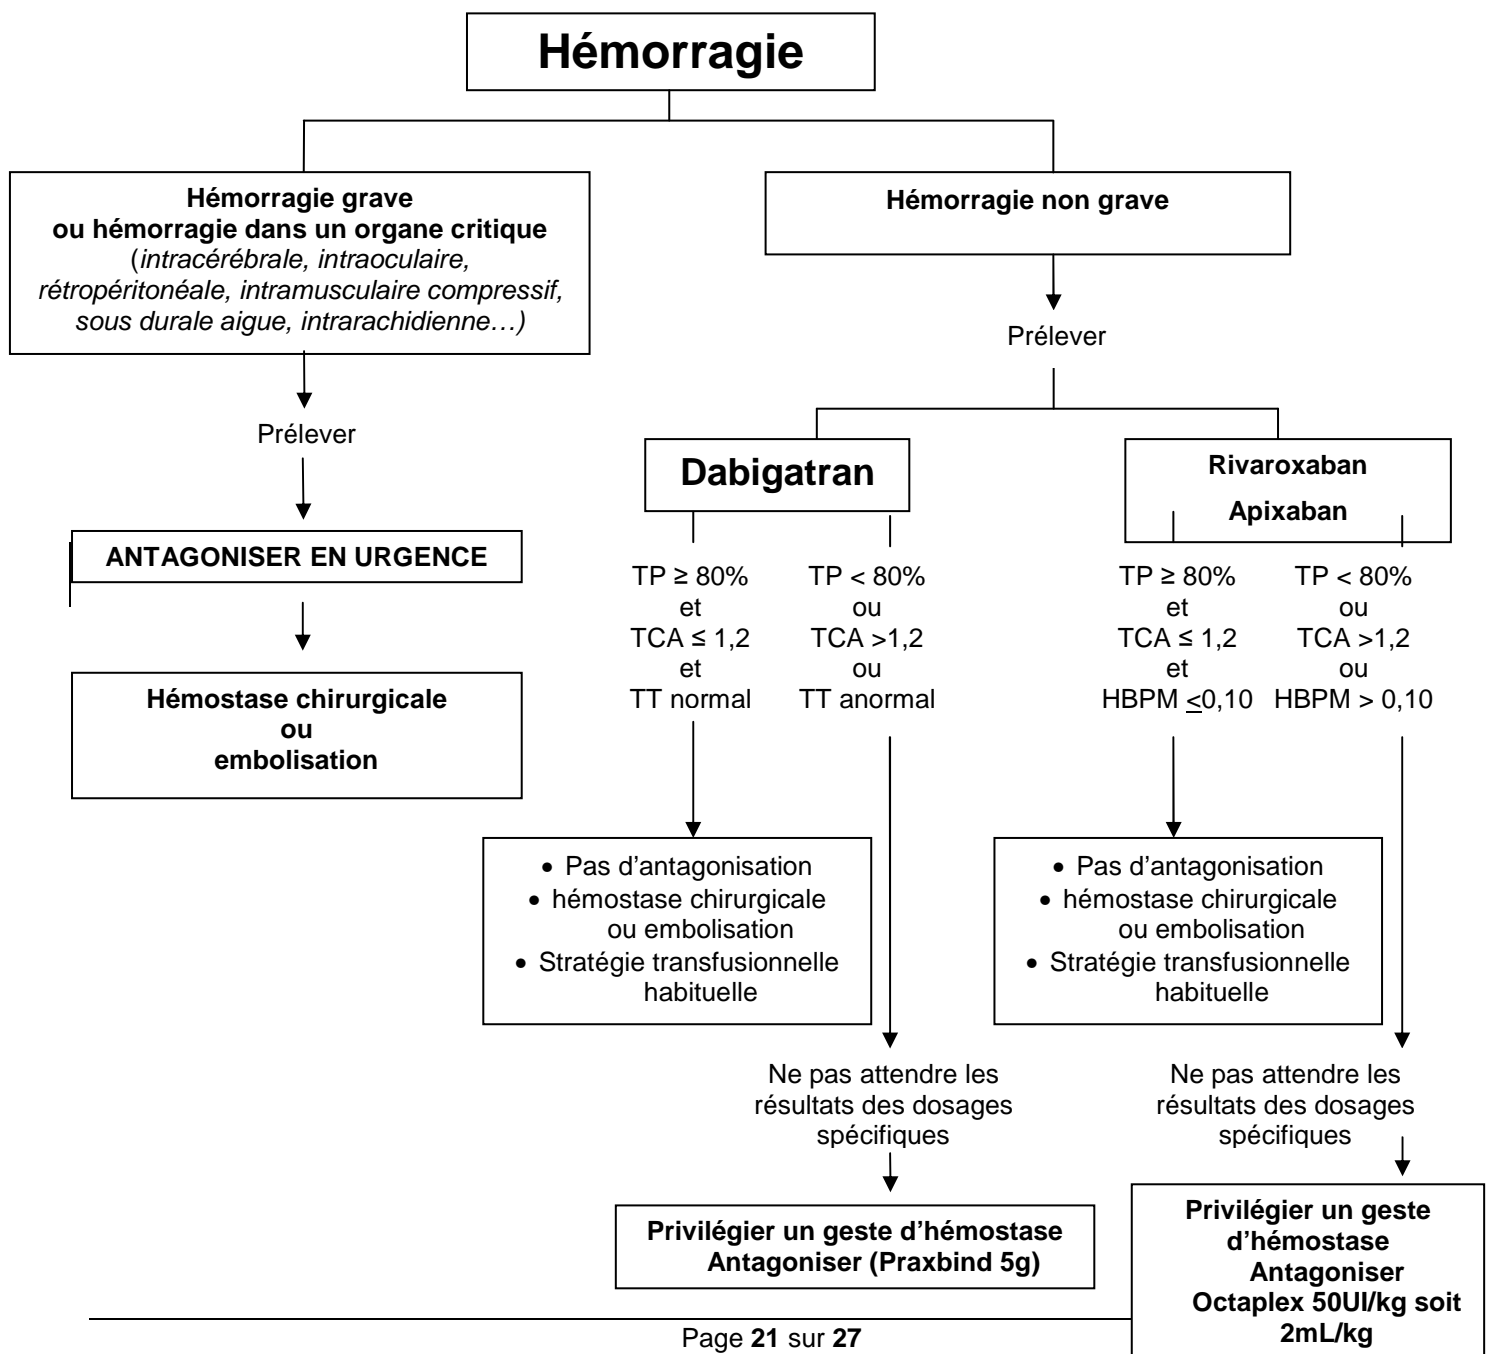 Hémorragie
Hémorragie grave
ou hémorragie dans un organe critique
(intracérébrale, intraoculaire,
rétropéritonéale, intramusculaire compressif,
sous durale aigue, intrarachidienne…)
Prélever
ANTAGONISER EN URGENCE
Hémostase chirurgicale
ou
embolisation
Hémorragie non grave
Prélever
Dabigatran
TP ≥ 80%
et
TCA ≤ 1,2
et
TT normal
TP < 80%
ou
TCA >1,2
ou
TT anormal
• Pas d’antagonisation
• hémostase chirurgicale
ou embolisation
• Stratégie transfusionnelle
habituelle
Ne pas attendre les
résultats des dosages
spécifiques
Privilégier un geste d’hémostase
Antagoniser (Praxbind 5g)
Rivaroxaban
Apixaban
TP ≥ 80%
et
TCA ≤ 1,2
et
HBPM <0,10
TP < 80%
ou
TCA >1,2
ou
HBPM > 0,10
• Pas d’antagonisation
• hémostase chirurgicale
ou embolisation
• Stratégie transfusionnelle
habituelle
Ne pas attendre les
résultats des dosages
spécifiques
Privilégier un geste
d’hémostase
Antagoniser
Octaplex 50UI/kg soit
2mL/kg
Page 21 sur 27